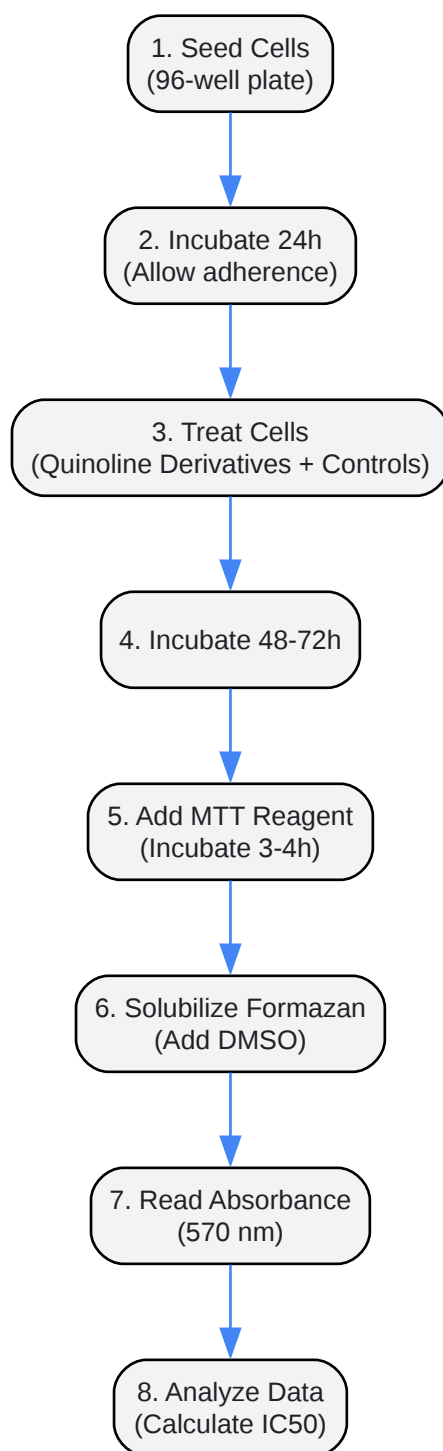 1. Seed Cells
(96-well plate)
2. Incubate 24h
(Allow adherence)
3. Treat Cells
(Quinoline Derivatives + Controls)
4. Incubate 48-72h
5. Add MTT Reagent
(Incubate 3-4h)
6. Solubilize Formazan
(Add DMSO)
7. Read Absorbance
(570 nm)
8. Analyze Data
(Calculate IC50)